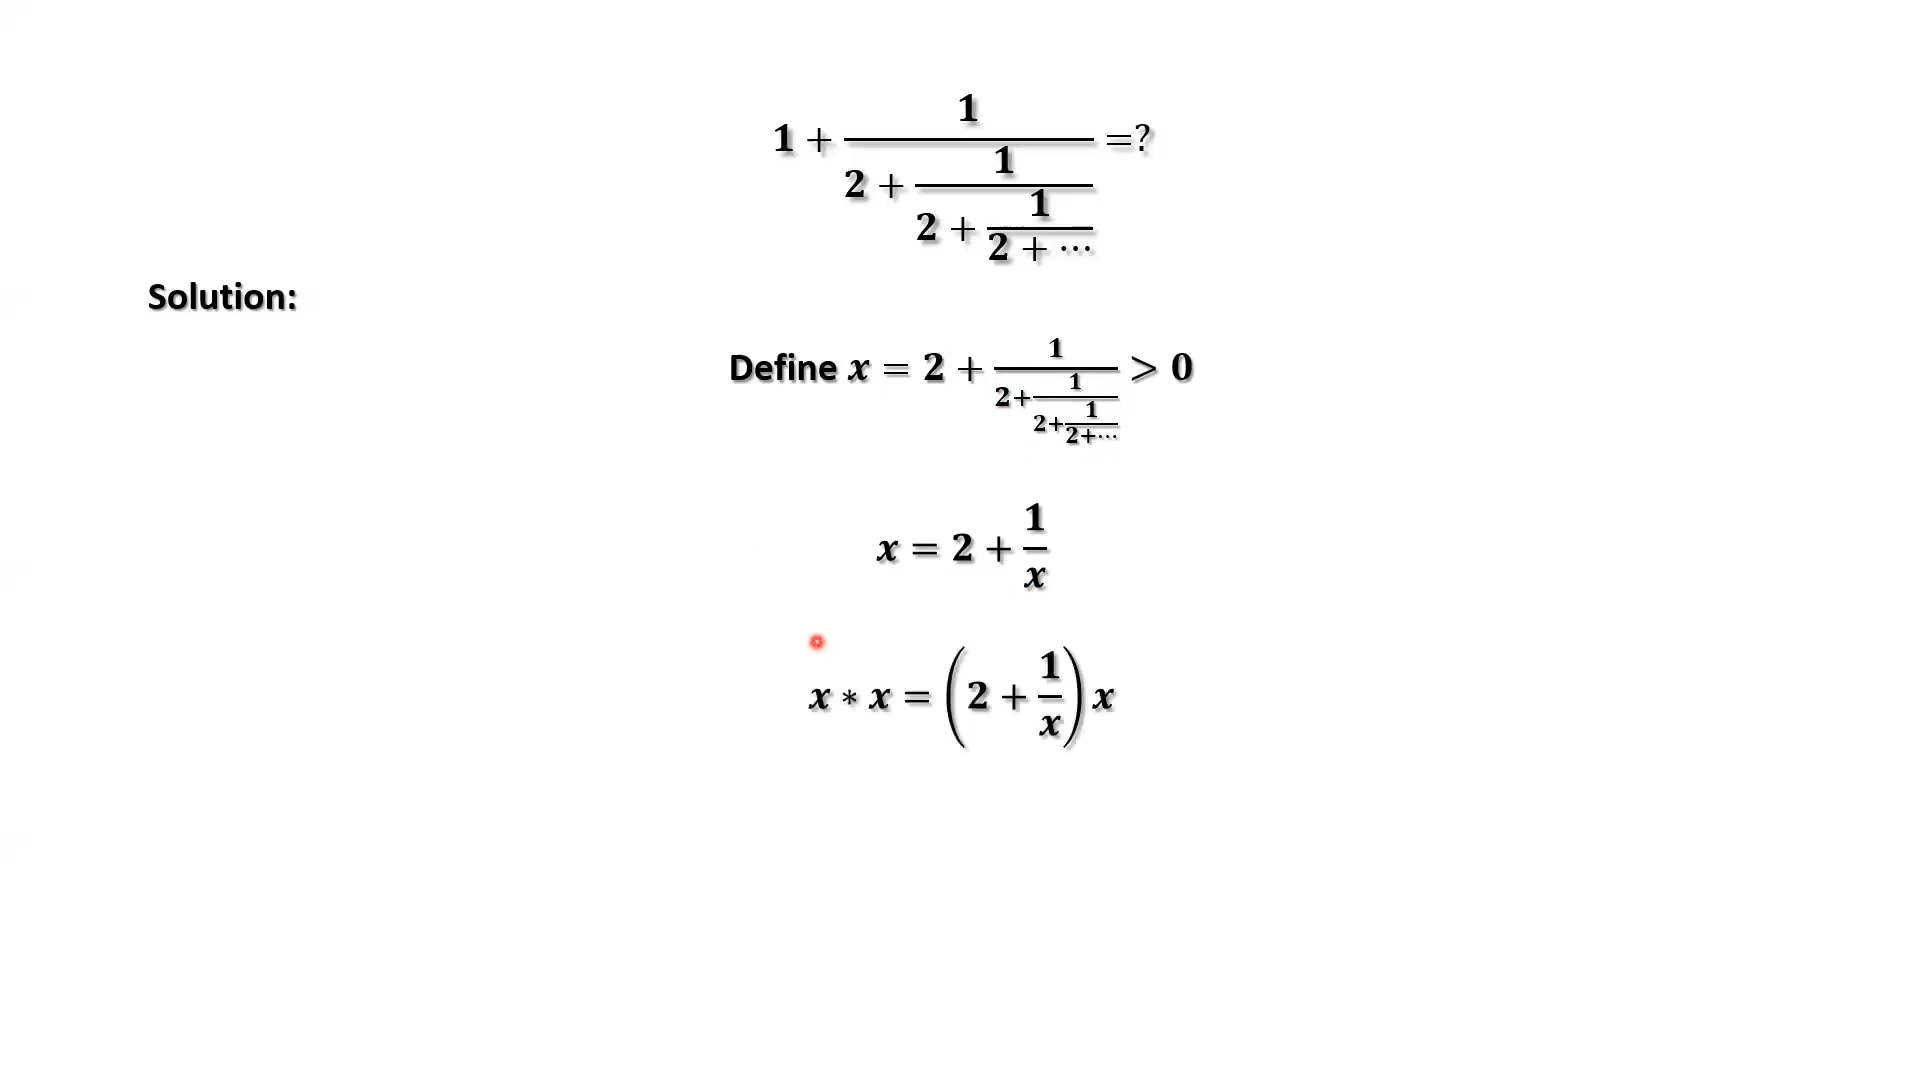 1 + 1/(2 + 1/(2 + 1/(2 + ⋯))) =?
Solution:
Define x = 2 + 1/(2+1/(2+1/(2+⋯))) > 0
x = 2 + 1/x
x * x = (2 + 1/x) x